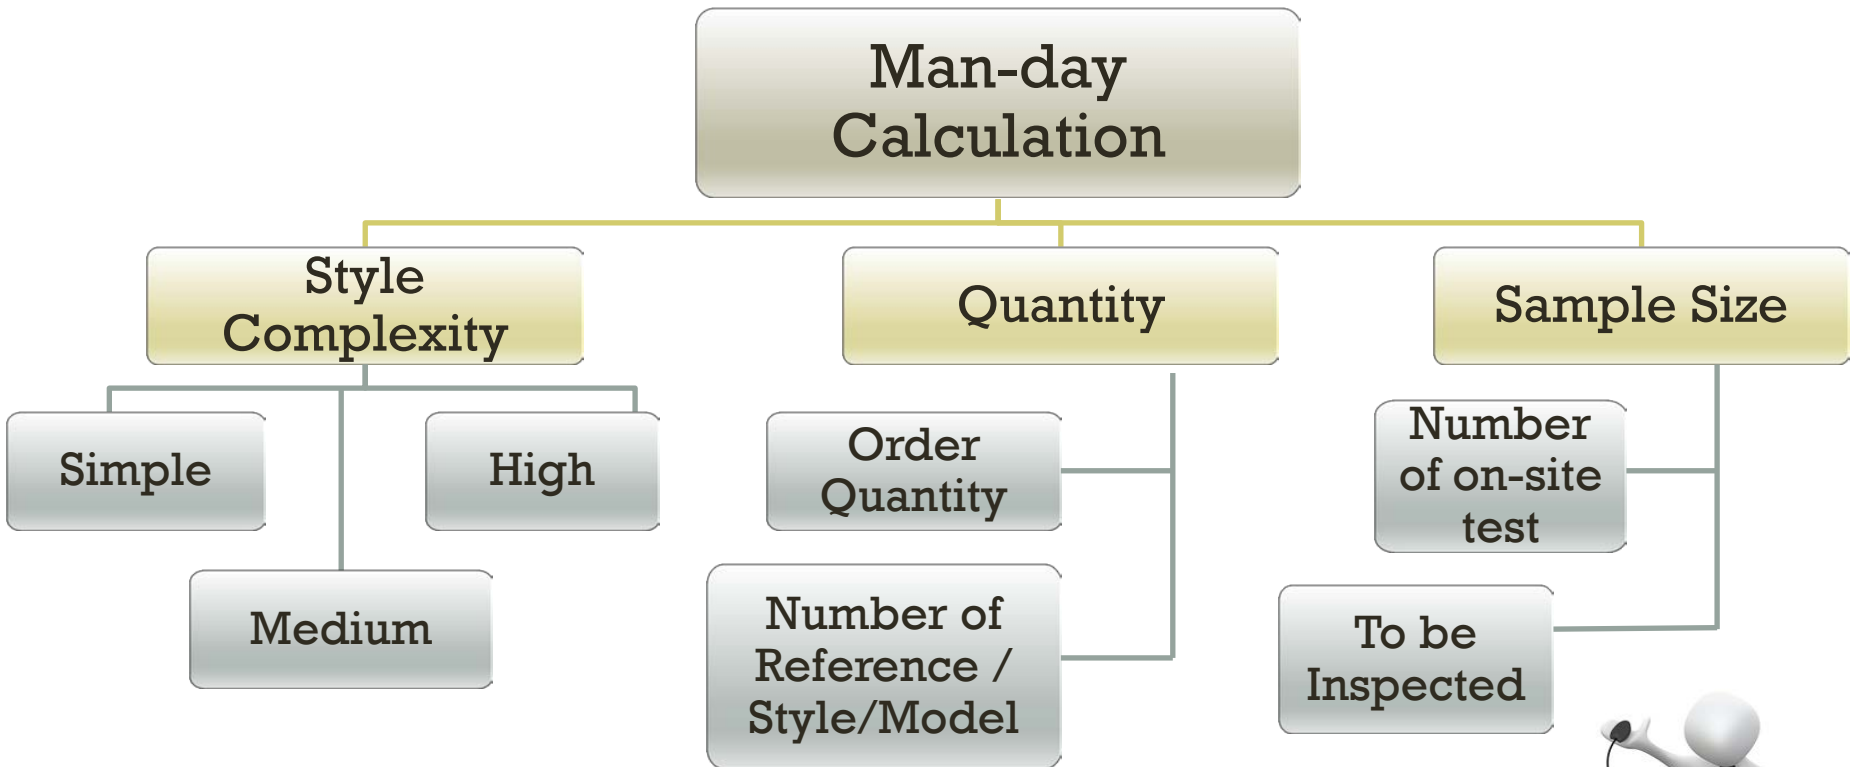 Man-day
Calculation
Style
Complexity
Quantity
Sample Size
Simple
High
Medium
Order
Quantity
Number of
Reference /
Style/Model
Number
of on-site
test
To be
Inspected